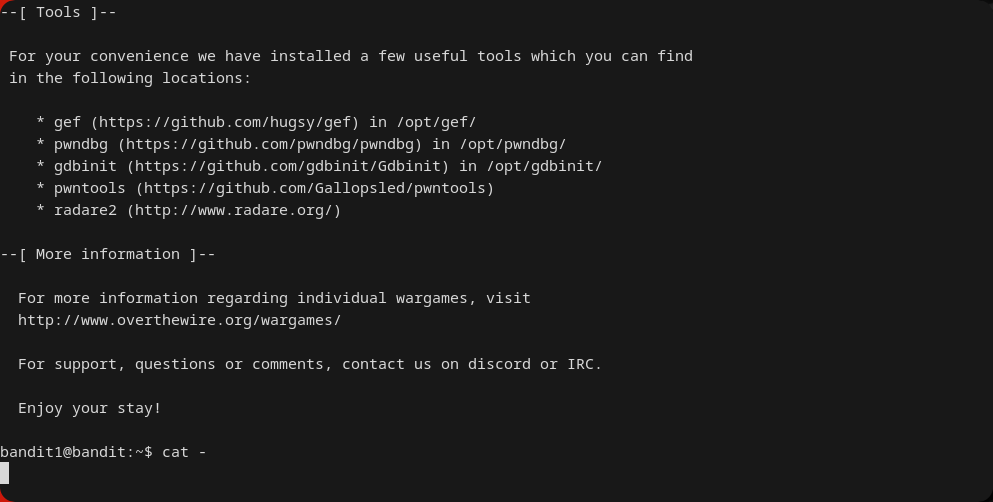 --[ Tools ]--
For your convenience we have installed a few useful tools which you can find
in the following locations:
* gef (https://github.com/hugsy/gef) in /opt/gef/
* pwndbg (https://github.com/pwndbg/pwndbg) in /opt/pwndbg/
* gdbinit (https://github.com/gdbinit/Gdbinit) in /opt/gdbinit/
* pwntools (https://github.com/Gallopsled/pwntools)
* radare2 (http://www.radare.org/)
--[ More information ]--
For more information regarding individual wargames, visit
http://www.overthewire.org/wargames/
For support, questions or comments, contact us on discord or IRC.
Enjoy your stay!
bandit1@bandit:~$ cat -